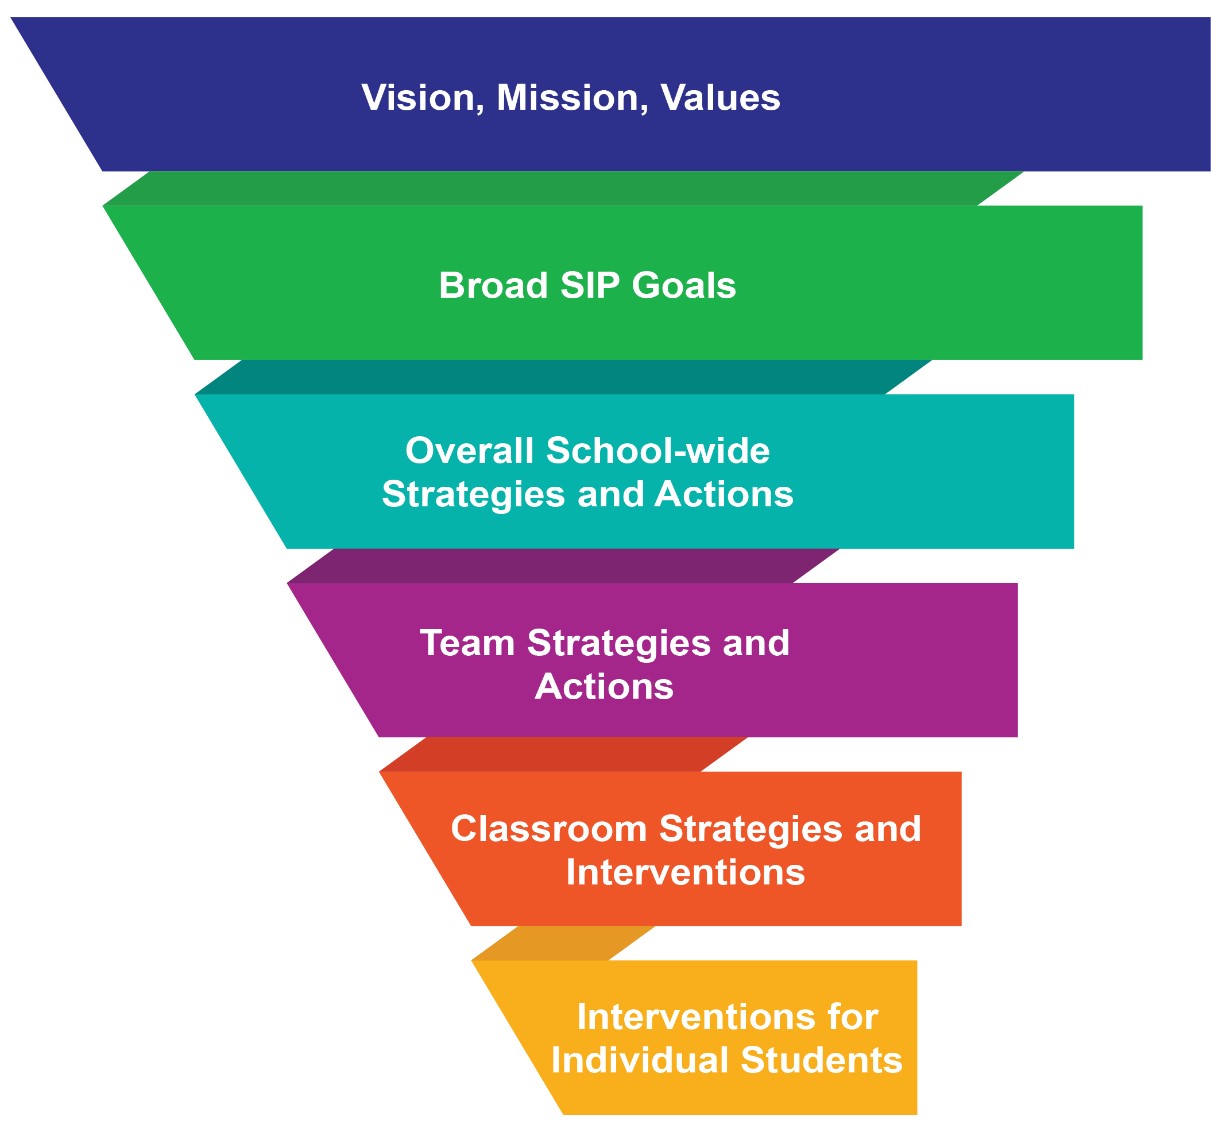 Vision, Mission, Values
Broad SIP Goals
Overall School-wide
Strategies and Actions
Team Strategies and
Actions
Classroom Strategies and
Interventions
Interventions for
Individual Students